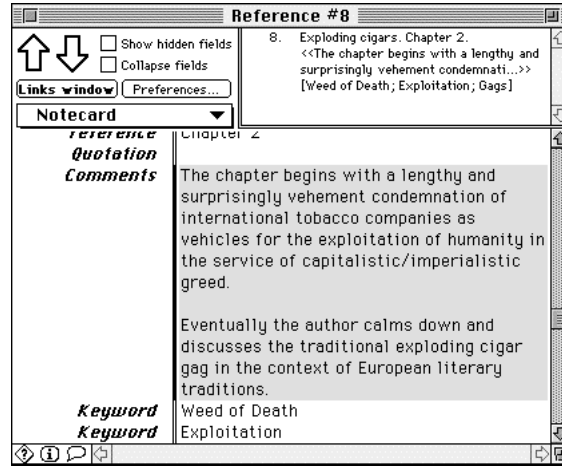 Reference #8
Show hidden fields
Collapse fields
Links window
Preferences...
Notecard
8. Exploding cigars. Chapter 2.
<<The chapter begins with a lengthy and
surprisingly vehement condemnati...>>
[Weed of Death; Exploitation; Gags]
reference Chapter 2
Quotation
Comments The chapter begins with a lengthy and
surprisingly vehement condemnation of
international tobacco companies as
vehicles for the exploitation of humanity in
the service of capitalistic/imperialistic
greed.
Eventually the author calms down and
discusses the traditional exploding cigar
gag in the context of European literary
traditions.
Keyword Weed of Death
Keyword Exploitation